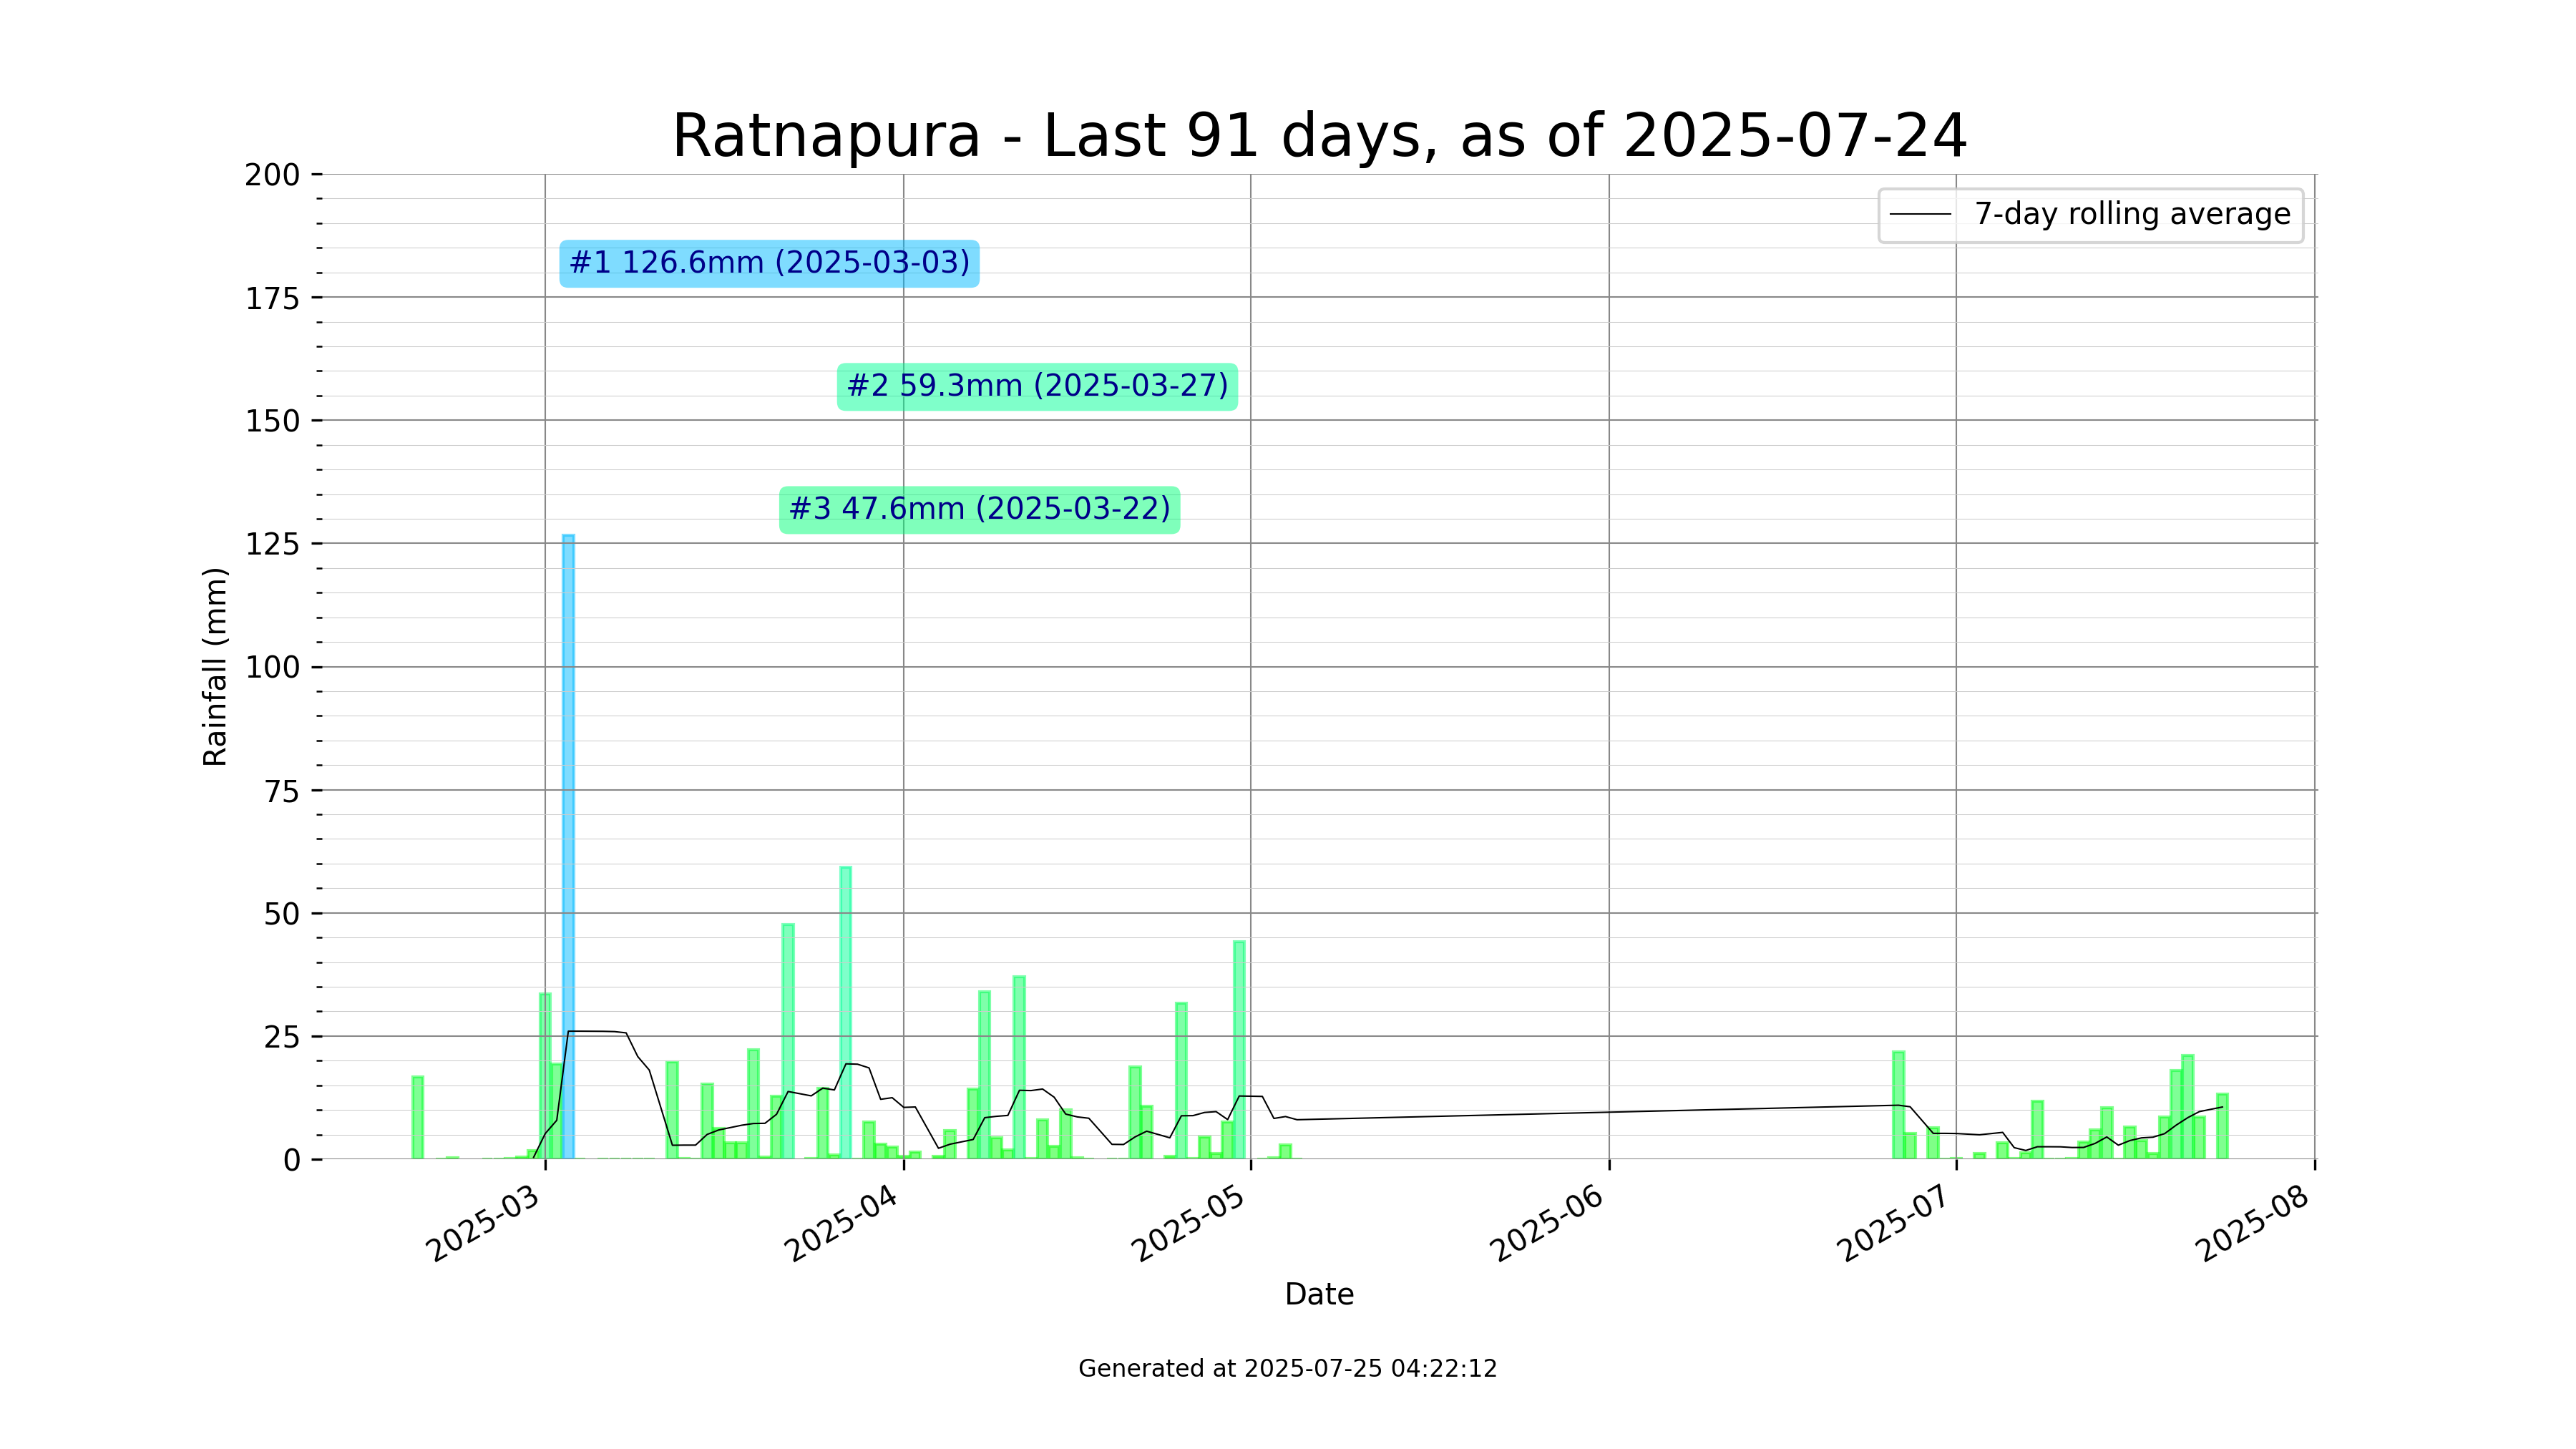 Ratnapura - Last 91 days, as of 2025-07-24
200
175
150
125
100
75
50
25
0
Rainfall (mm)
7-day rolling average
#1 126.6mm (2025-03-03)
#2 59.3mm (2025-03-27)
#3 47.6mm (2025-03-22)
2025-03
2025-04
2025-05
2025-06
2025-07
2025-08
Date
Generated at 2025-07-25 04:22:12